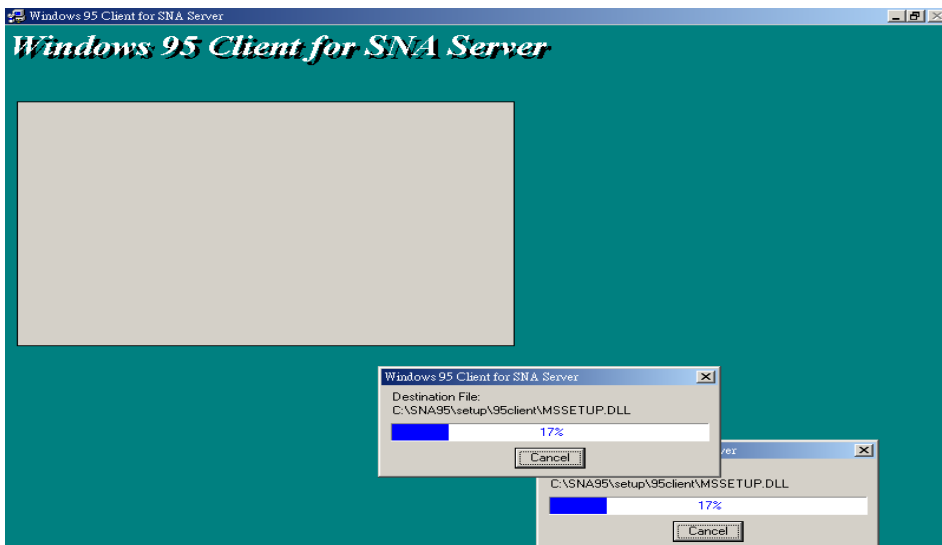 Windows 95 Client for SNA Server
Windows 95 Client for SNA Server
Windows 95 Client for SNA Server
Destination File:
C:\SNA95\setup\95client\MSSETUP.DLL
17%
Cancel
C:\SNA95\setup\95client\MSSETUP.DLL
17%
Cancel